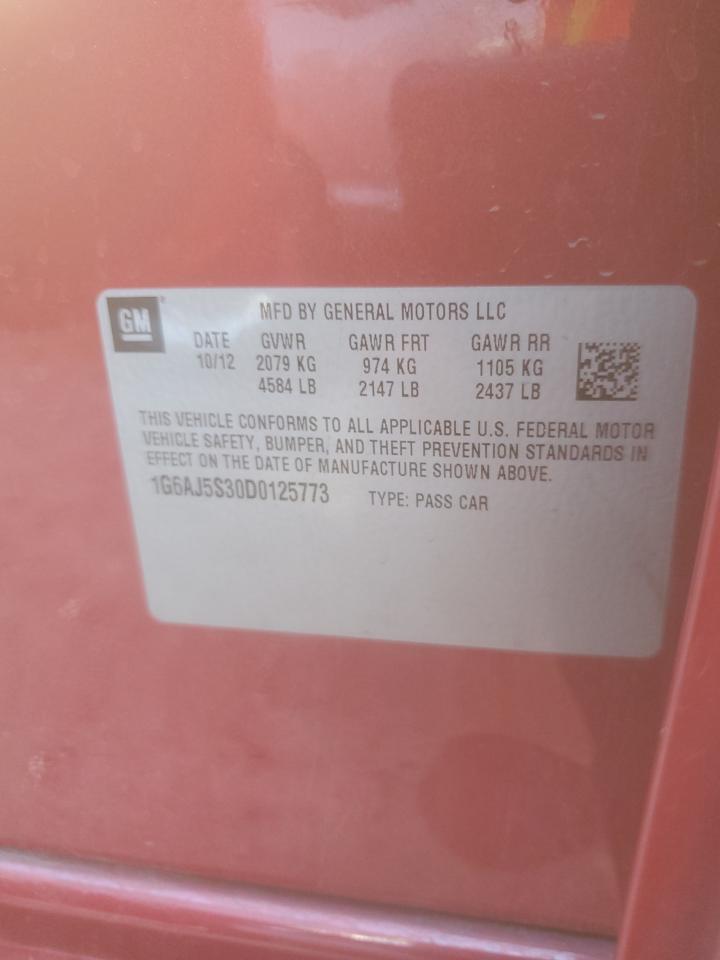 GM
MFD BY GENERAL MOTORS LLC
DATE GVWR GAWR FRT GAWR RR
10/12 2079 KG 974 KG 1105 KG
4584 LB 2147 LB 2437 LB
THIS VEHICLE CONFORMS TO ALL APPLICABLE U.S. FEDERAL MOTOR
VEHICLE SAFETY, BUMPER, AND THEFT PREVENTION STANDARDS IN
EFFECT ON THE DATE OF MANUFACTURE SHOWN ABOVE.
1G6AJ5S30D0125773 TYPE: PASS CAR